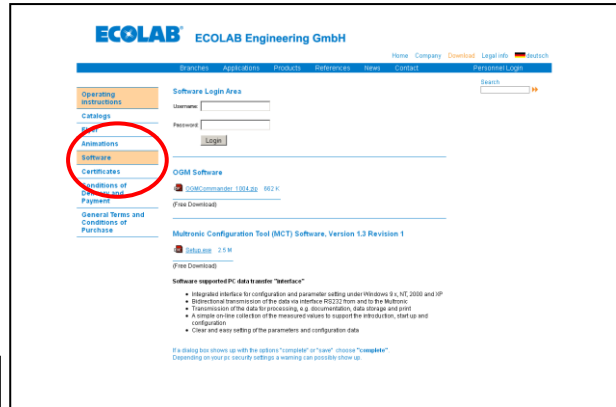 ECOLAB® ECOLAB Engineering GmbH
Home Company Download Legal info deutsch
Branches Applications Products References News Contact Personnel Login
Search
Operating
instructions
Catalogs
Flyer
Animations
Software
Certificates
Conditions of
Delivery and
Payment
General Terms and
Conditions of
Purchase
Software Login Area
Username:
Password:
Login
OGM Software
OGMCommander_1004.zip 862 K
(Free Download)
Multronic Configuration Tool (MCT) Software, Version 1.3 Revision 1
Setup.exe 2.5 M
(Free Download)
Software supported PC data transfer "Interface"
Integrated interface for configuration and parameter setting under Windows 9.x, NT, 2000 and XP
Bidirectional transmission of the data via interface RS232 from and to the Multronic
Transmission of the data for processing, e.g. documentation, data storage and print
A simple on-line collection of the measured values to support the introduction, start up and
configuration
Clear and easy setting of the parameters and configuration data
If a dialog box shows up with the options "complete" or "save" choose "complete".
Depending on your pc security settings a warning can possibly show up.